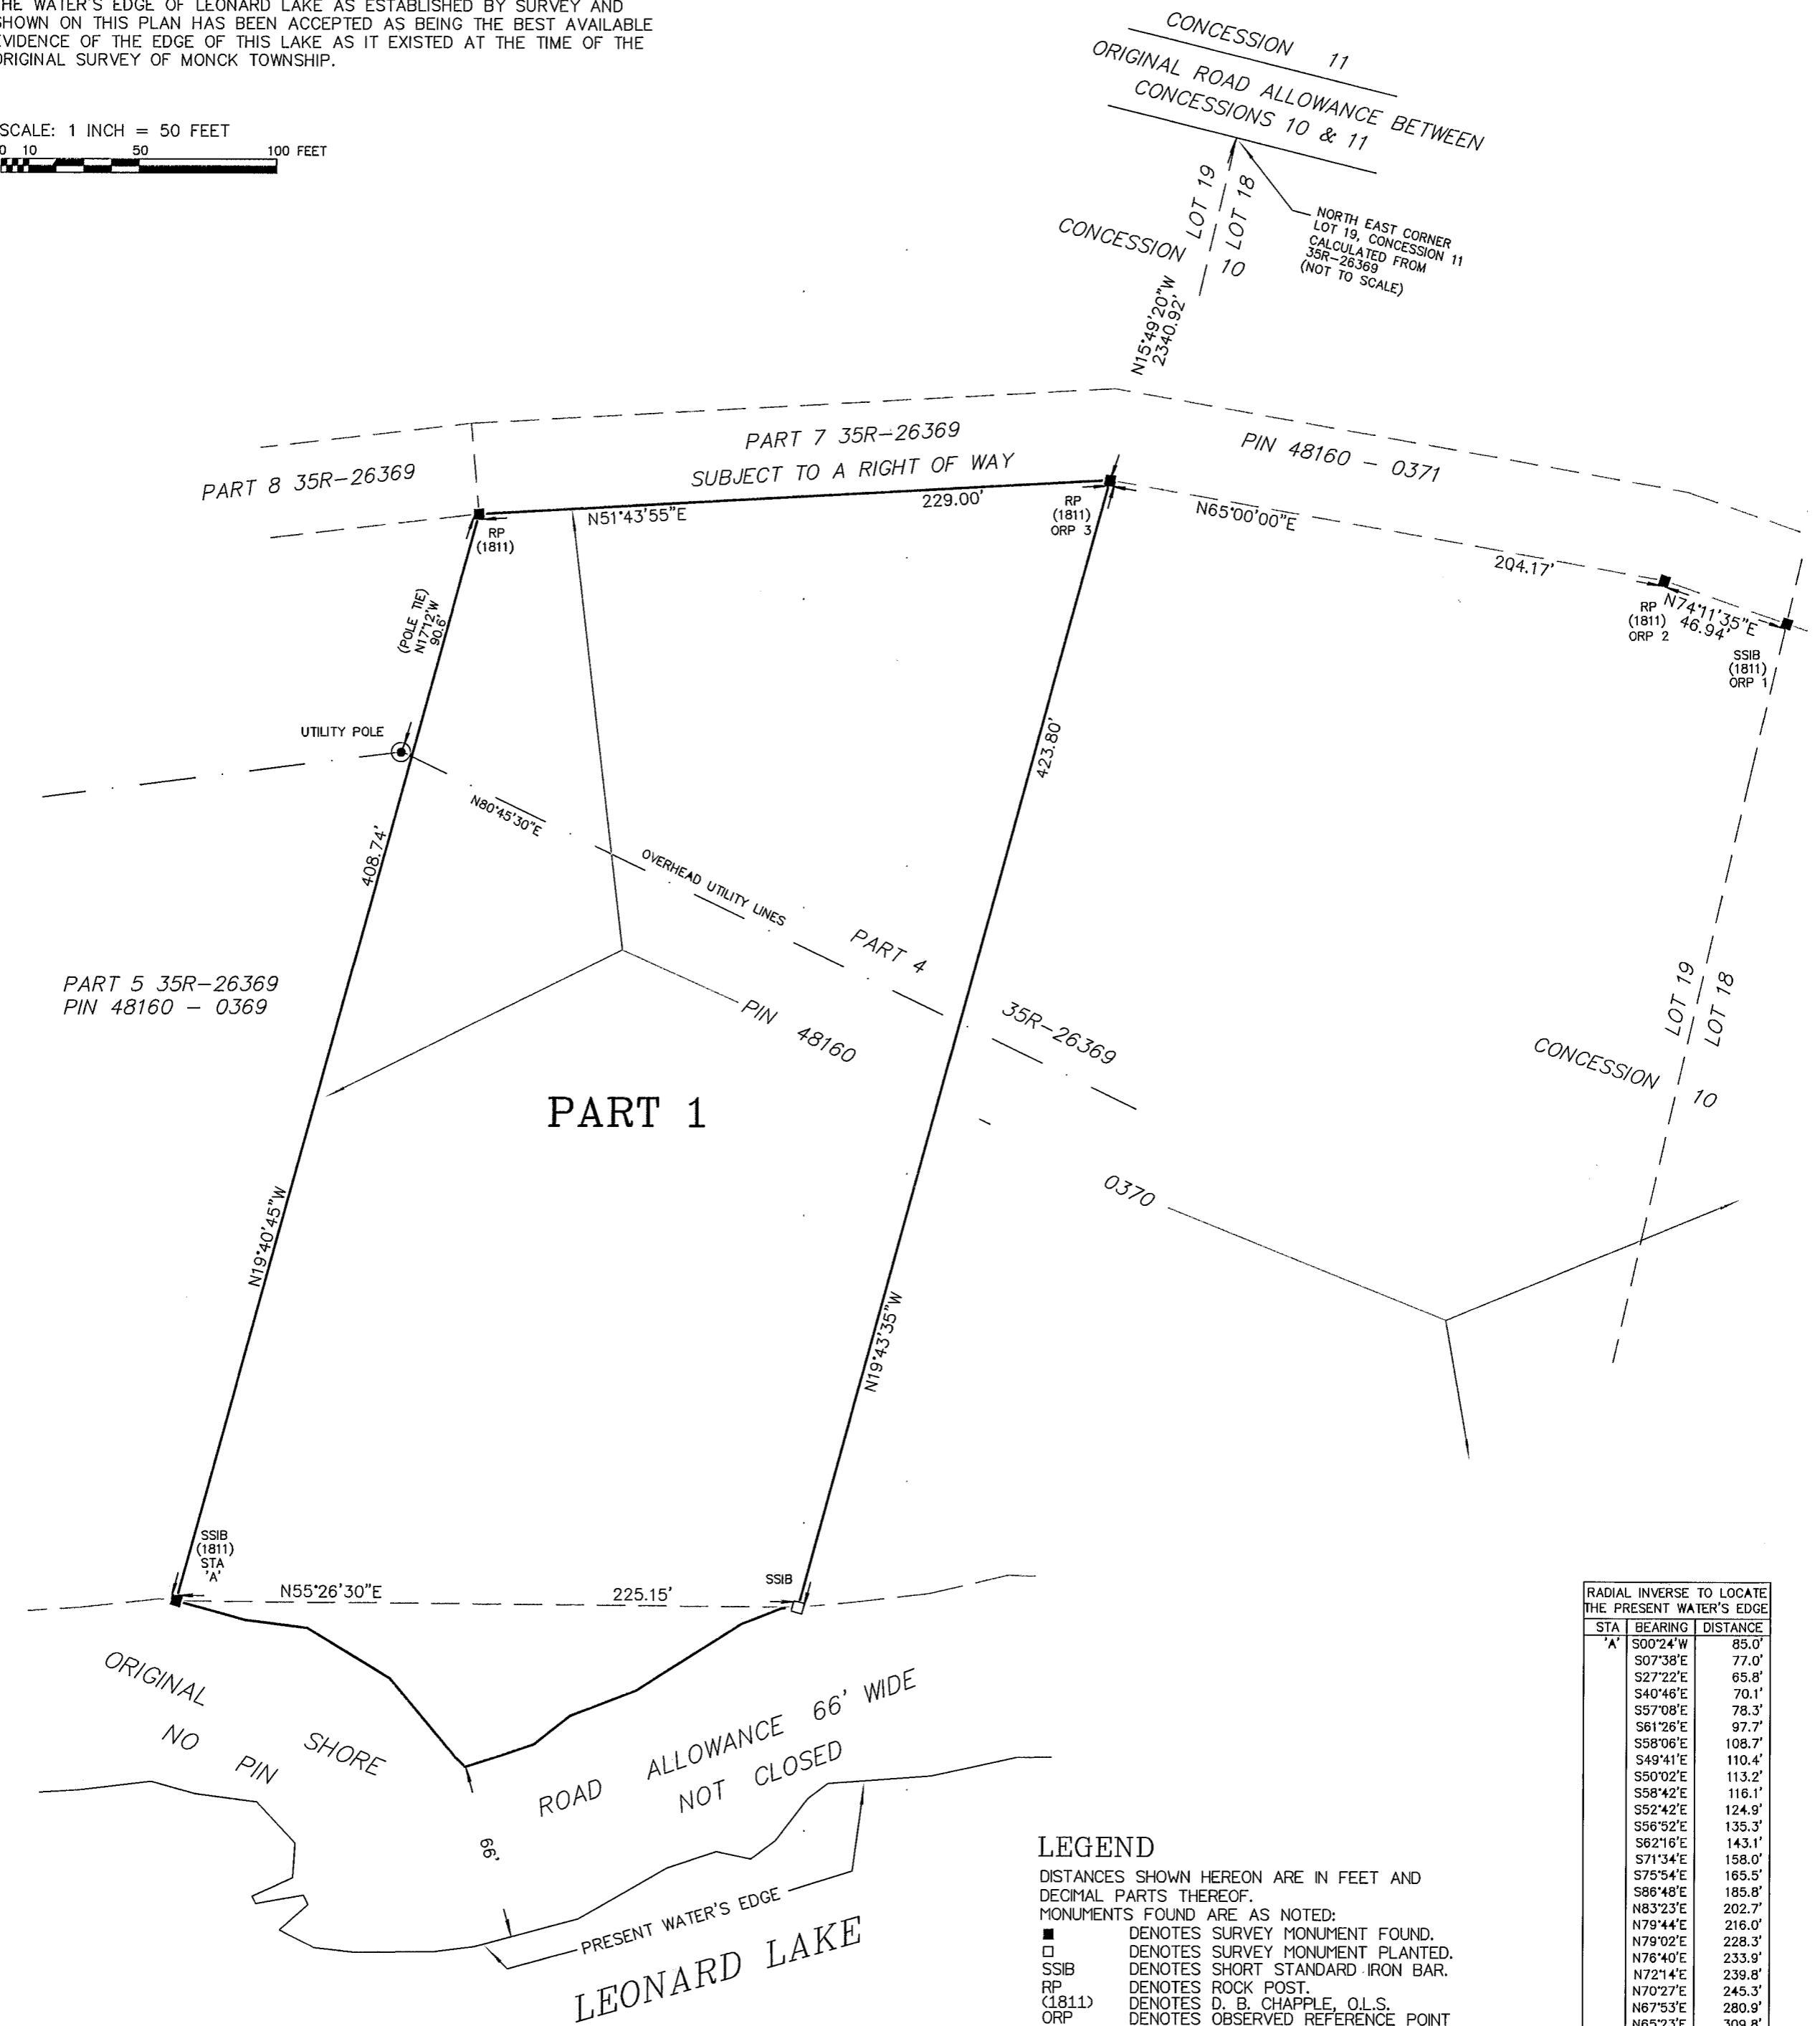 THE WATER'S EDGE OF LEONARD LAKE AS ESTABLISHED BY SURVEY AND
SHOWN ON THIS PLAN HAS BEEN ACCEPTED AS BEING THE BEST AVAILABLE
EVIDENCE OF THE EDGE OF THIS LAKE AS IT EXISTED AT THE TIME OF THE
ORIGINAL SURVEY OF MONCK TOWNSHIP.
SCALE: 1 INCH = 50 FEET
0 10 50 100 FEET
CONCESSION 11
ORIGINAL ROAD ALLOWANCE BETWEEN
CONCESSIONS 10 & 11
LOT 19
LOT 18
CONCESSION 10
NORTH EAST CORNER
LOT 19, CONCESSION 11
CALCULATED FROM
35R-26369
(NOT TO SCALE)
N15°49'20"W
2340.92'
PART 8 35R-26369
PART 7 35R-26369
SUBJECT TO A RIGHT OF WAY
PIN 48160 - 0371
N51°43'55"E
229.00'
RP
(1811)
RP
(1811)
ORP 3
N65°00'00"E
204.17'
RP
(1811)
ORP 2
N74°11'35"E
46.94'
SSIB
(1811)
ORP 1
(POLE TIE)
N17°12'W
90.6'
UTILITY POLE
N80°45'30"E
OVERHEAD UTILITY LINES
408.74'
423.80'
PART 4
35R-26369
PART 5 35R-26369
PIN 48160 - 0369
PIN 48160
0370
PART 1
LOT 19
LOT 18
CONCESSION 10
N19°40'45"W
N19°43'35"W
SSIB
(1811)
STA
'A'
N55°26'30"E
225.15'
SSIB
ORIGINAL SHORE ROAD ALLOWANCE 66' WIDE
NO PIN NOT CLOSED
66'
PRESENT WATER'S EDGE
LEONARD LAKE
LEGEND
DISTANCES SHOWN HEREON ARE IN FEET AND
DECIMAL PARTS THEREOF.
MONUMENTS FOUND ARE AS NOTED:
■ DENOTES SURVEY MONUMENT FOUND.
□ DENOTES SURVEY MONUMENT PLANTED.
SSIB DENOTES SHORT STANDARD IRON BAR.
RP DENOTES ROCK POST.
(1811) DENOTES D. B. CHAPPLE, O.L.S.
ORP DENOTES OBSERVED REFERENCE POINT
RADIAL INVERSE TO LOCATE
THE PRESENT WATER'S EDGE
STA BEARING DISTANCE
'A' S00°24'W 85.0'
S07°38'E 77.0'
S27°22'E 65.8'
S40°46'E 70.1'
S57°08'E 78.3'
S61°26'E 97.7'
S58°06'E 108.7'
S49°41'E 110.4'
S50°02'E 113.2'
S58°42'E 116.1'
S52°42'E 124.9'
S56°52'E 135.3'
S62°16'E 143.1'
S71°34'E 158.0'
S75°54'E 165.5'
S86°48'E 185.8'
N83°23'E 202.7'
N79°44'E 216.0'
N79°02'E 228.3'
N76°40'E 233.9'
N72°14'E 239.8'
N70°27'E 245.3'
N67°53'E 280.9'
N65°23'E 309.8'